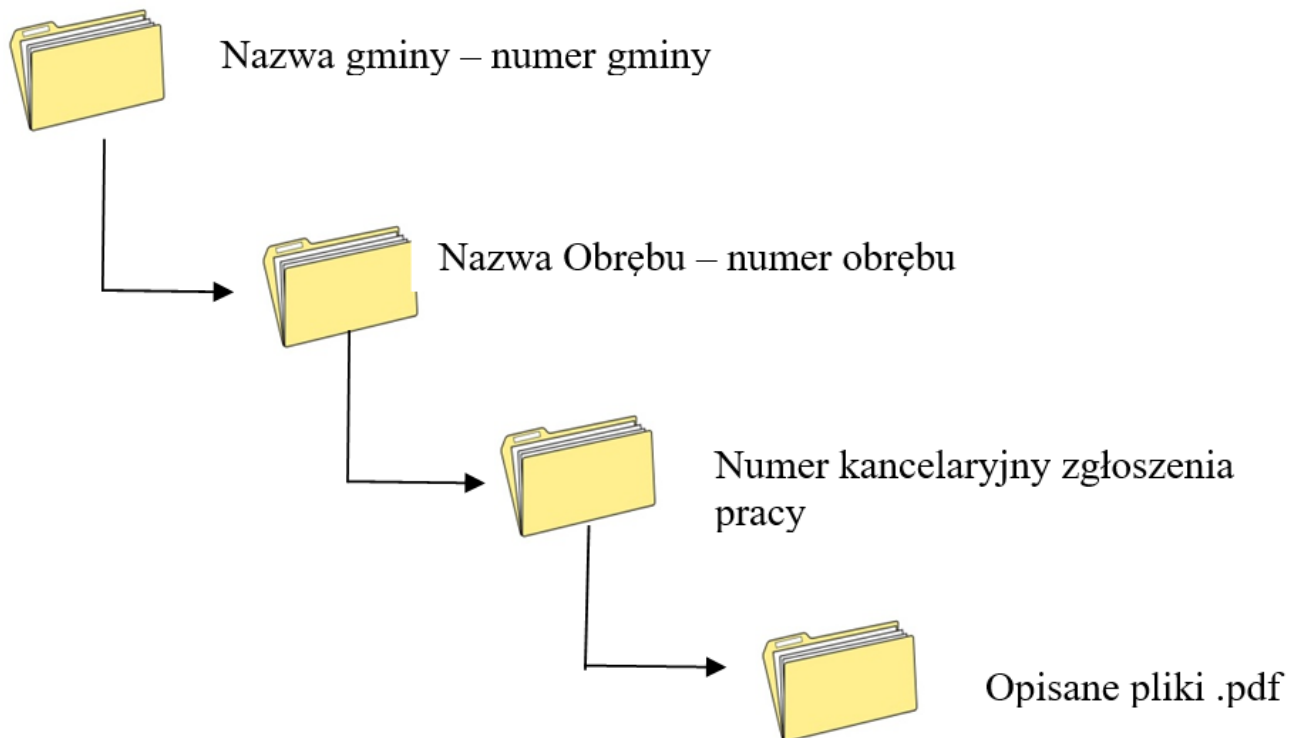 Nazwa gminy – numer gminy
Nazwa Obrębu – numer obrębu
Numer kancelaryjny zgłoszenia
pracy
Opisane pliki .pdf